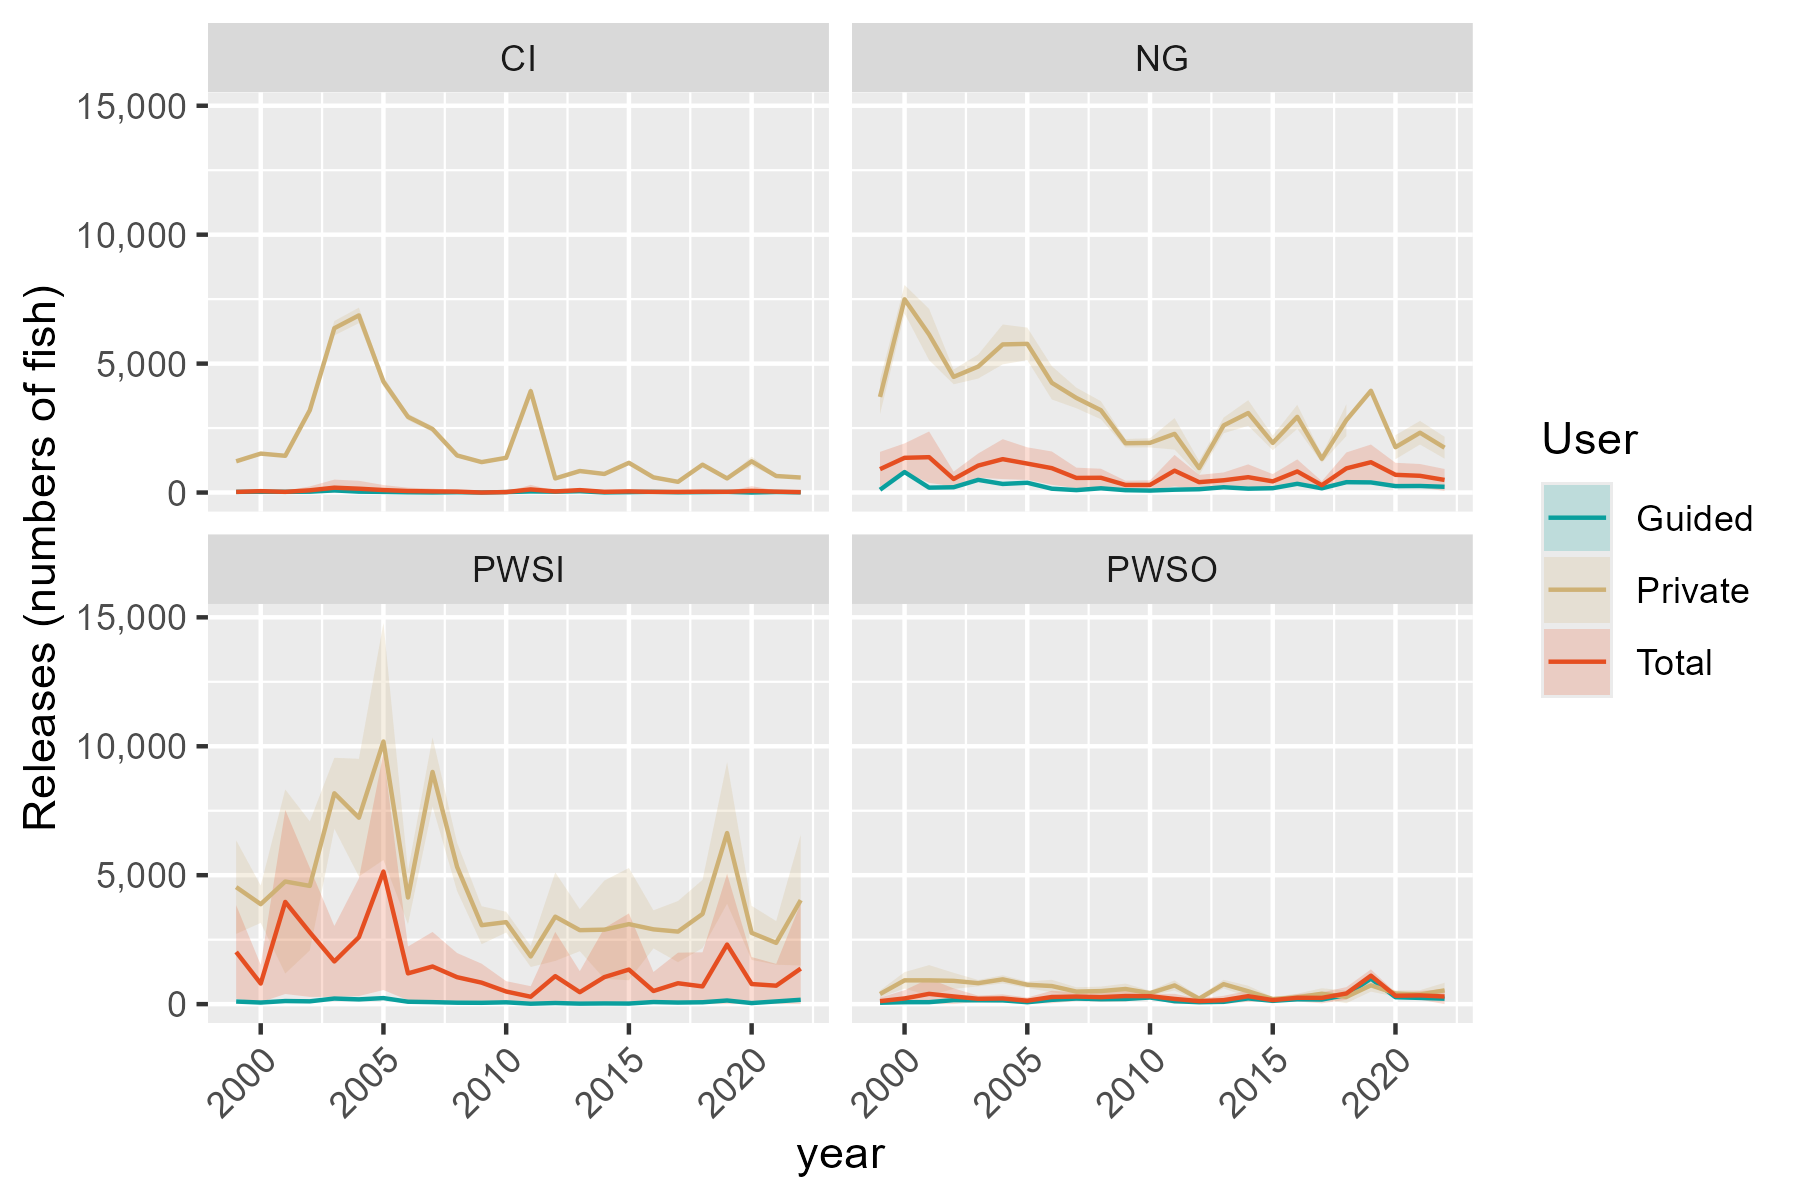 CI
NG
15,000
10,000
5,000
0
PWSI
PWSO
15,000
10,000
5,000
0
2000
2005
2010
2015
2020
2000
2005
2010
2015
2020
year
Releases (numbers of fish)
User
Guided
Private
Total